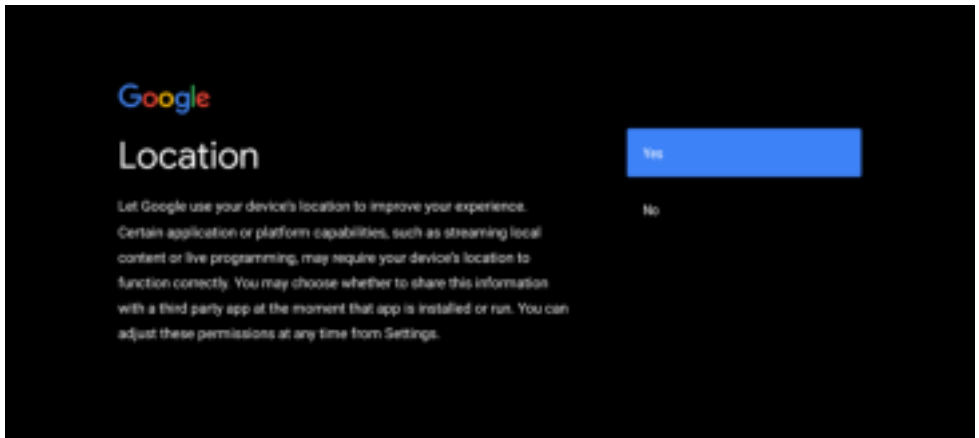 Google
Location
Let Google use your device's location to improve your experience.
Certain application or platform capabilities, such as streaming local
content or live programming, may require your device's location to
function correctly. You may choose whether to share this information
with a third party app at the moment that app is installed or run. You can
adjust these permissions at any time from Settings.
Yes
No